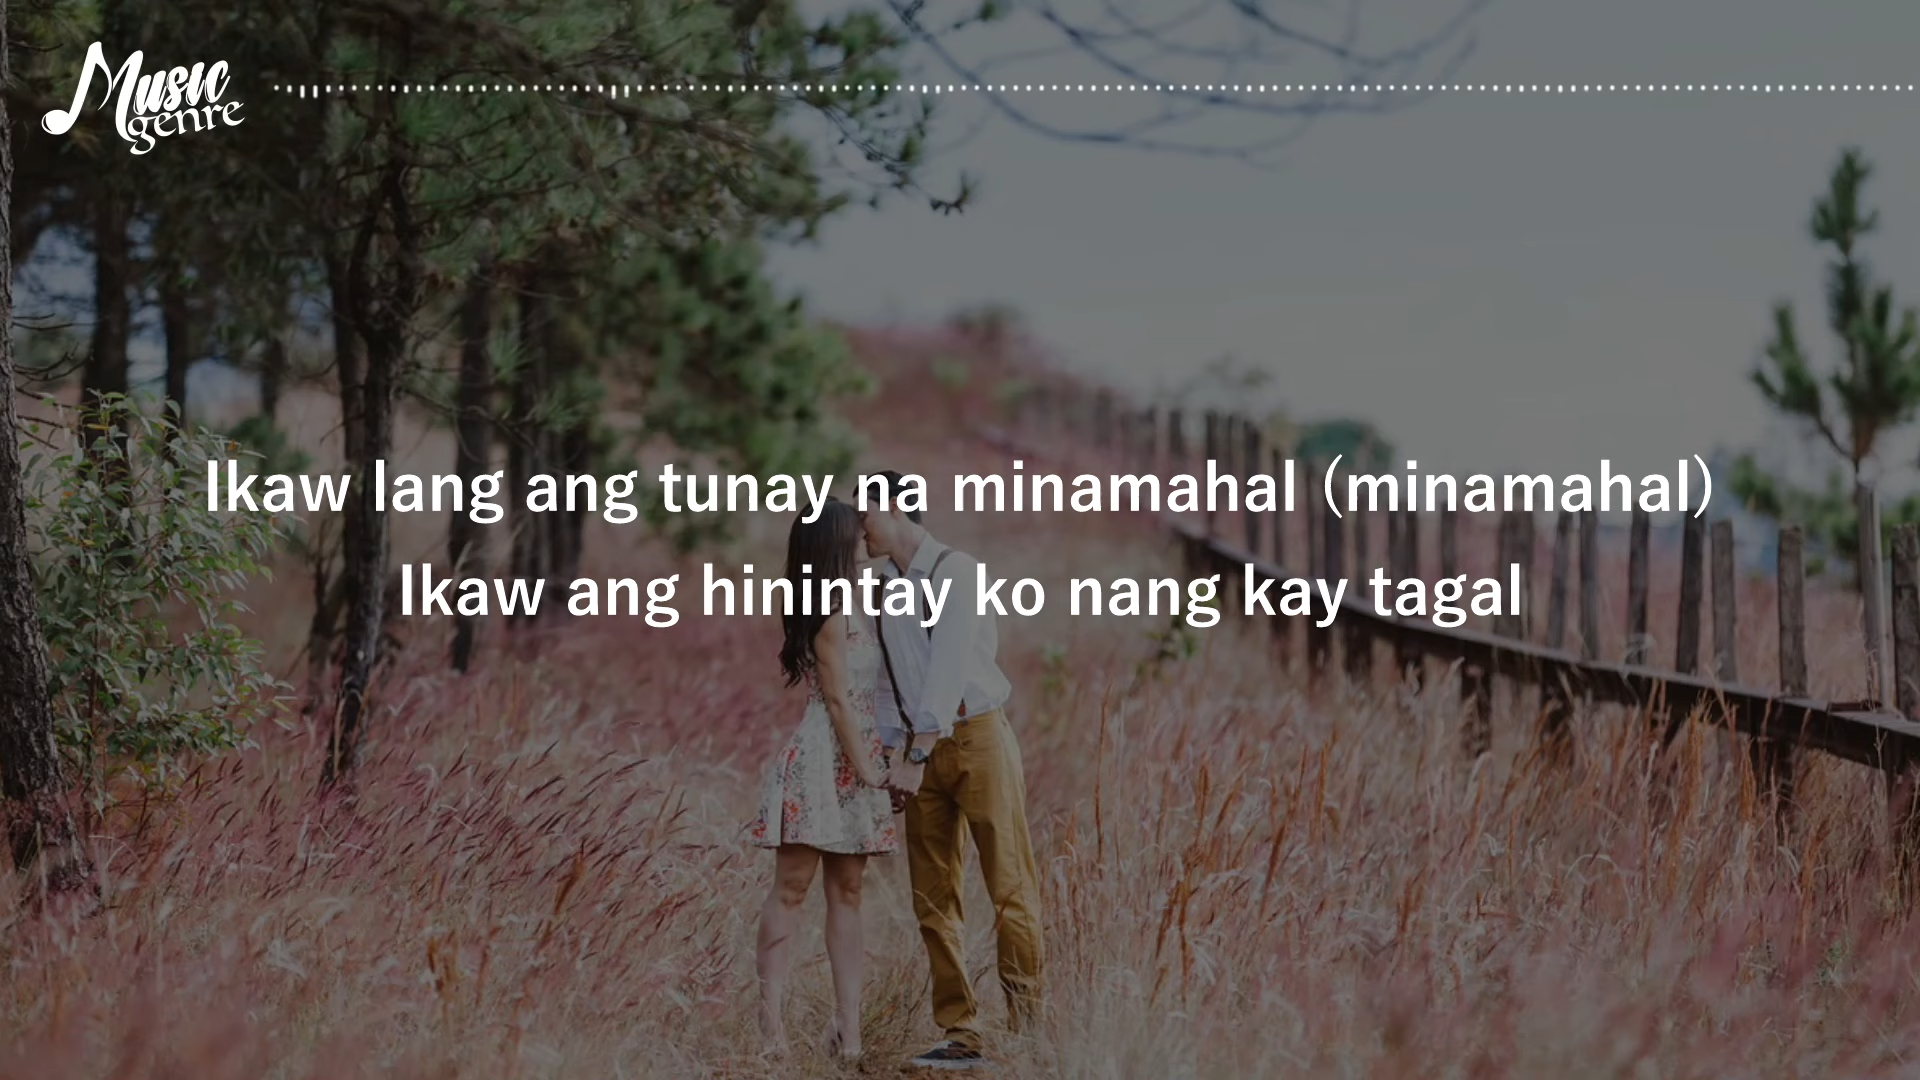 Music
genre
Ikaw lang ang tunay na minamahal (minamahal)
Ikaw ang hinintay ko nang kay tagal